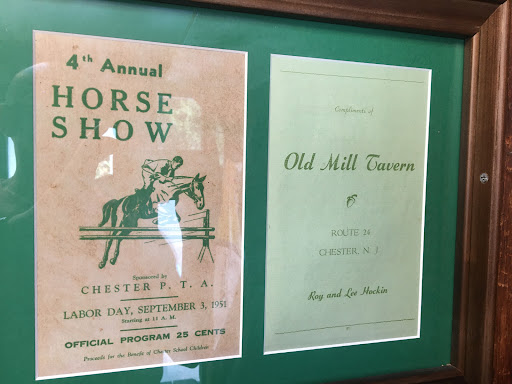 4th Annual
HORSE
SHOW
Sponsored by
CHESTER P. T. A.
LABOR DAY, SEPTEMBER 3, 1951
Starting at 11 A. M.
OFFICIAL PROGRAM 25 CENTS
Proceeds for the Benefit of Chester School Children
Compliments of
Old Mill Tavern
ROUTE 24
CHESTER, N. J.
Roy and Lee Hockin